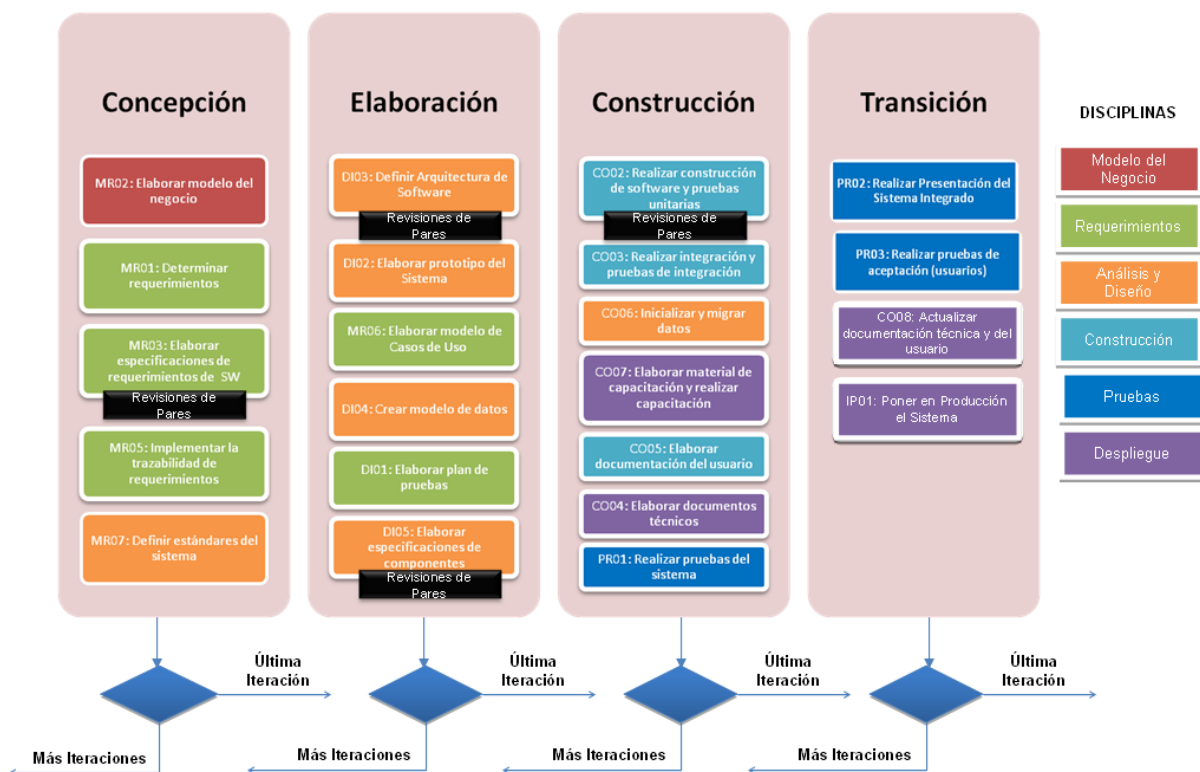 Concepción
MR02: Elaborar modelo del
negocio
MR01: Determinar
requerimientos
MR03: Elaborar
especificaciones de
requerimientos de SW
Revisiones de
Pares
MR05: Implementar la
trazabilidad de
requerimientos
MR07: Definir estándares del
sistema
Elaboración
DI03: Definir Arquitectura de
Software
Revisiones de
Pares
DI02: Elaborar prototipo del
Sistema
MR06: Elaborar modelo de
Casos de Uso
DI04: Crear modelo de datos
DI01: Elaborar plan de
pruebas
DI05: Elaborar
especificaciones de
componentes
Revisiones de
Pares
Construcción
CO02: Realizar construcción
de software y pruebas
unitarias
Revisiones de
Pares
CO03: Realizar integración y
pruebas de integración
CO06: Inicializar y migrar
datos
CO07: Elaborar material de
capacitación y realizar
capacitación
CO05: Elaborar
documentación del usuario
CO04: Elaborar documentos
técnicos
PR01: Realizar pruebas del
sistema
Transición
PR02: Realizar Presentación del
Sistema Integrado
PR03: Realizar pruebas de
aceptación (usuarios)
CO08: Actualizar
documentación técnica y del
usuario
IP01: Poner en Producción
el Sistema
DISCIPLINAS
Modelo del
Negocio
Requerimientos
Análisis y
Diseño
Construcción
Pruebas
Despliegue
Última
Iteración
Última
Iteración
Última
Iteración
Última
Iteración
Más Iteraciones
Más Iteraciones
Más Iteraciones
Más Iteraciones